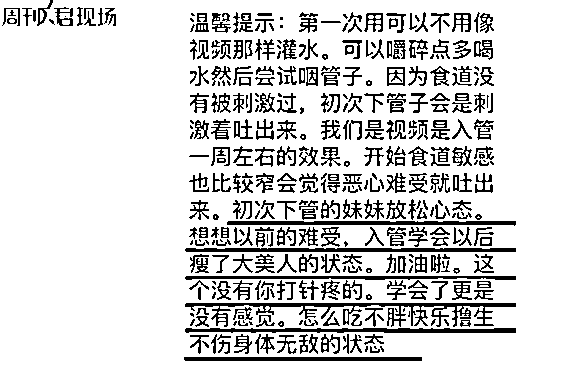 周刊 现场
温馨提示：第一次用可以不用像
视频那样灌水。可以嚼碎点多喝
水然后尝试咽管子。因为食道没
有被刺激过，初次下管子会是刺
激着吐出来。我们是视频是入管
一周左右的效果。开始食道敏感
也比较窄会觉得恶心难受就吐出
来。初次下管的妹妹放松心态。
想想以前的难受，入管学会以后
瘦了大美人的状态。加油啦。这
个没有你打针疼的。学会了更是
没有感觉。怎么吃不胖快乐撸生
不伤身体无敌的状态